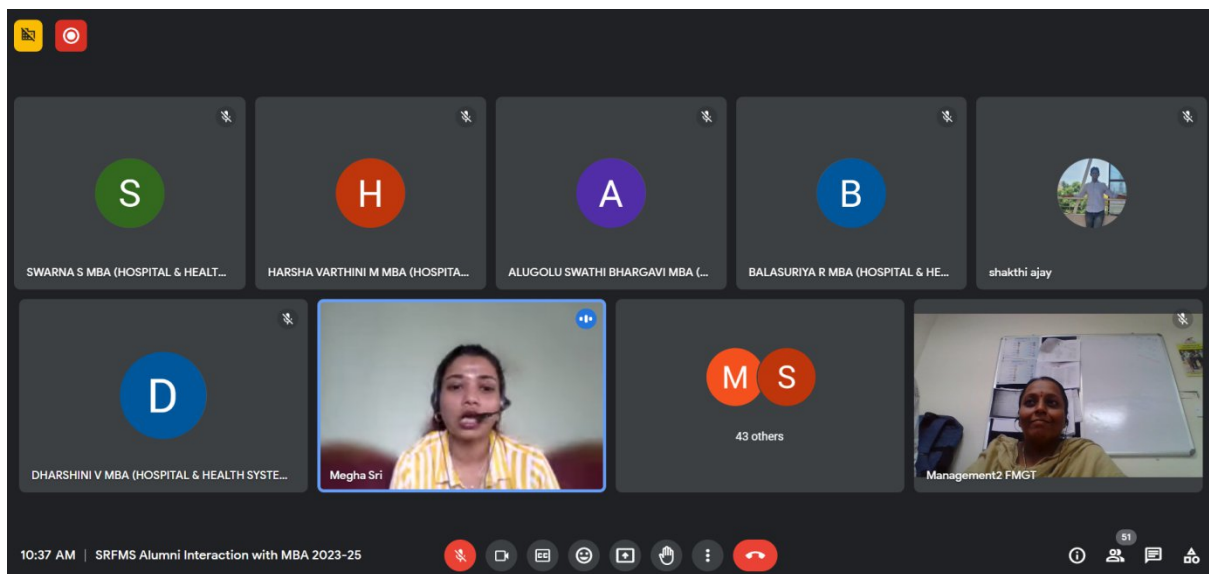 S
H
A
B
SWARNA S MBA (HOSPITAL & HEALT...
HARSHA VARTHINI M MBA (HOSPITA...
ALUGOLU SWATHI BHARGAVI MBA (...
BALASURIYA R MBA (HOSPITAL & HE...
shakthi ajay
D
M S
43 others
DHARSHINI V MBA (HOSPITAL & HEALTH SYSTE...
Megha Sri
Management2 FMGT
10:37 AM | SRFMS Alumni Interaction with MBA 2023-25
CC
51